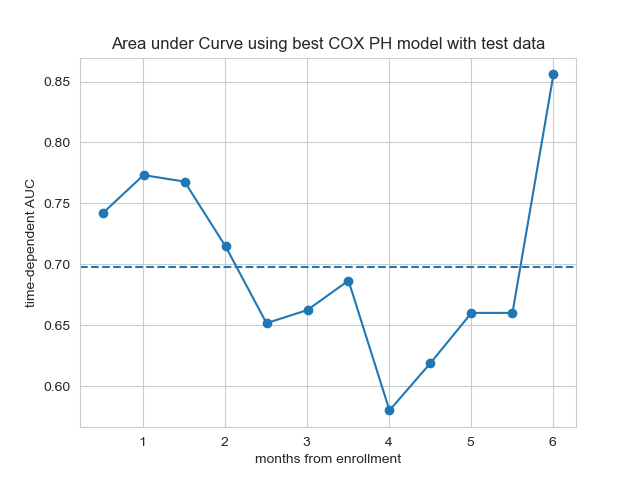 Area under Curve using best COX PH model with test data
time-dependent AUC
0.85
0.80
0.75
0.70
0.65
0.60
1 2 3 4 5 6
months from enrollment